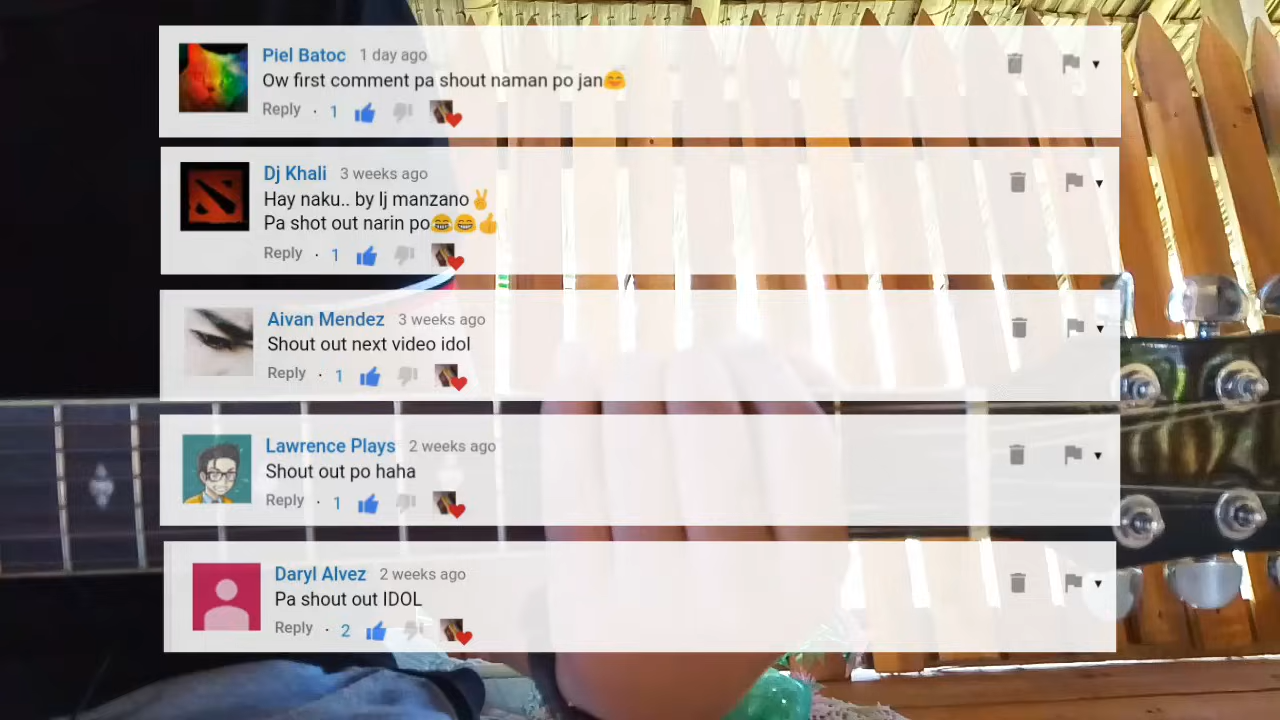 Piel Batoc 1 day ago
Ow first comment pa shout naman po jan😊
Reply · 1
Dj Khali 3 weeks ago
Hay naku.. by lj manzano✌
Pa shot out narin po😂😂👍
Reply · 1
Aivan Mendez 3 weeks ago
Shout out next video idol
Reply · 1
Lawrence Plays 2 weeks ago
Shout out po haha
Reply · 1
Daryl Alvez 2 weeks ago
Pa shout out IDOL
Reply · 2